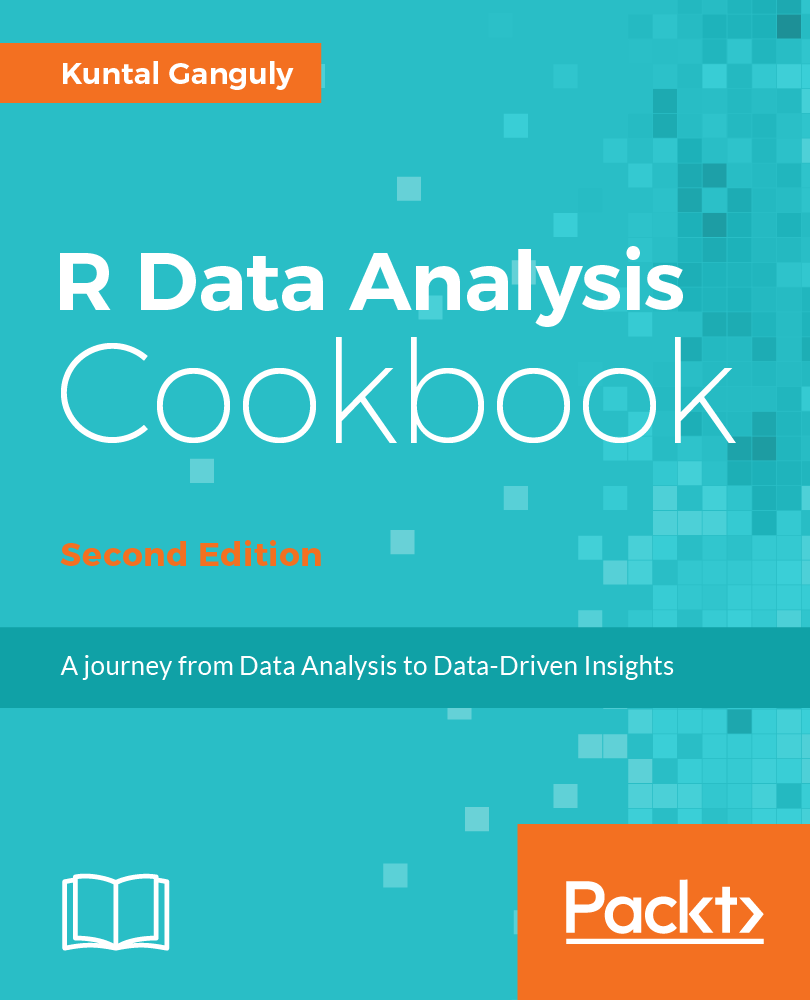 Kuntal Ganguly
R Data Analysis
Cookbook
Second Edition
A journey from Data Analysis to Data-Driven Insights
Packt>